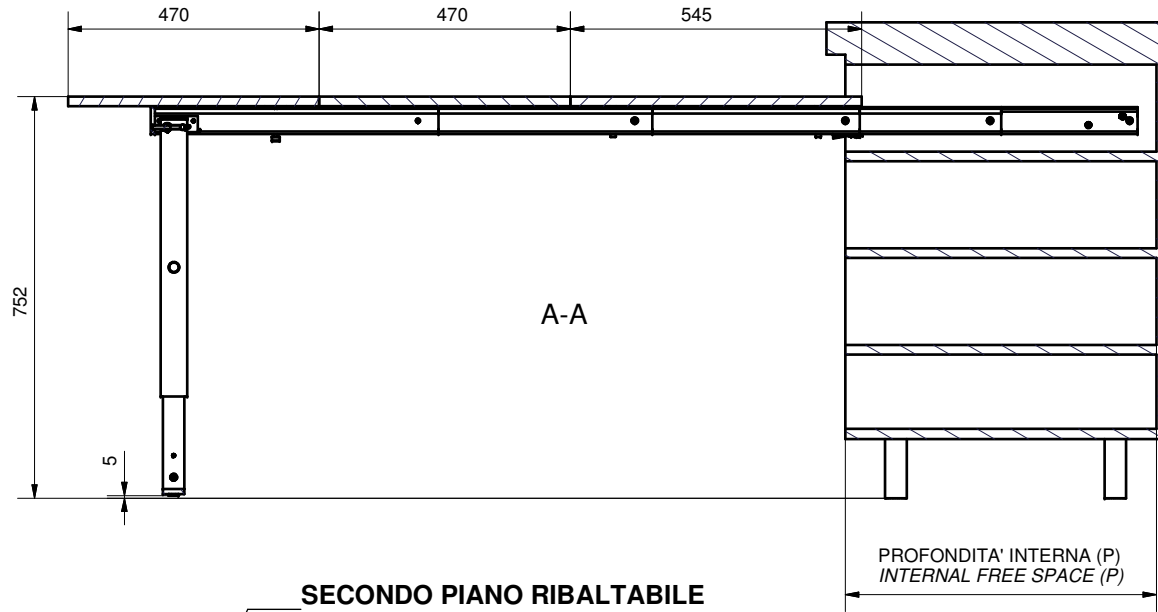 470 470 545
752
A-A
5
PROFONDITA' INTERNA (P)
INTERNAL FREE SPACE (P)
SECONDO PIANO RIBALTABILE